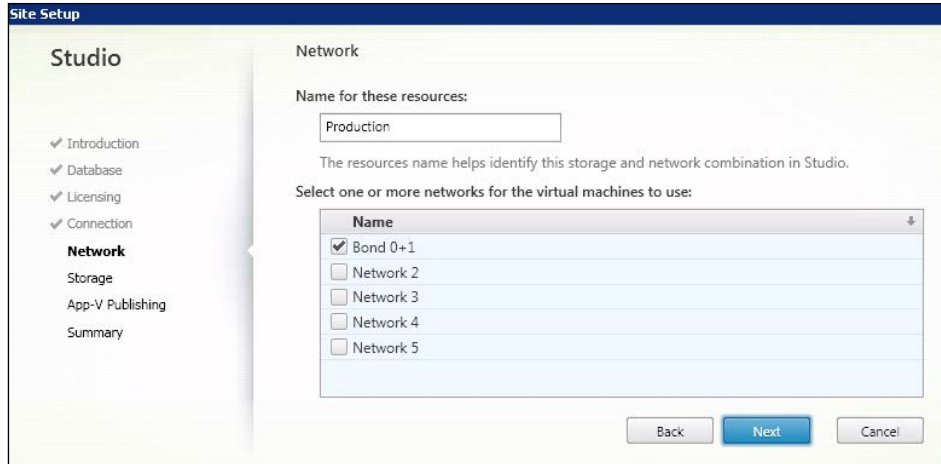 Site Setup
Studio
Introduction
Database
Licensing
Connection
Network
Storage
App-V Publishing
Summary
Network
Name for these resources:
Production
The resources name helps identify this storage and network combination in Studio.
Select one or more networks for the virtual machines to use:
Name
Bond 0+1
Network 2
Network 3
Network 4
Network 5
Back
Next
Cancel